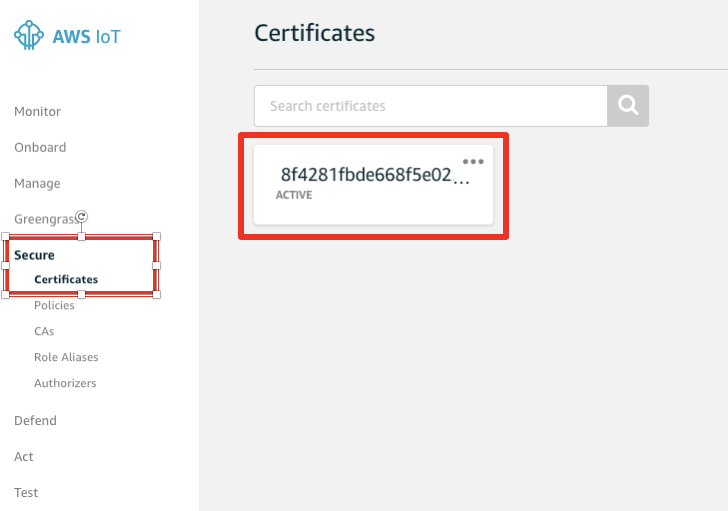 AWS IoT
Monitor
Onboard
Manage
Greengrass
Secure
Certificates
Policies
CAs
Role Aliases
Authorizers
Defend
Act
Test
Certificates
Search certificates
8f4281fbde668f5e02...
ACTIVE